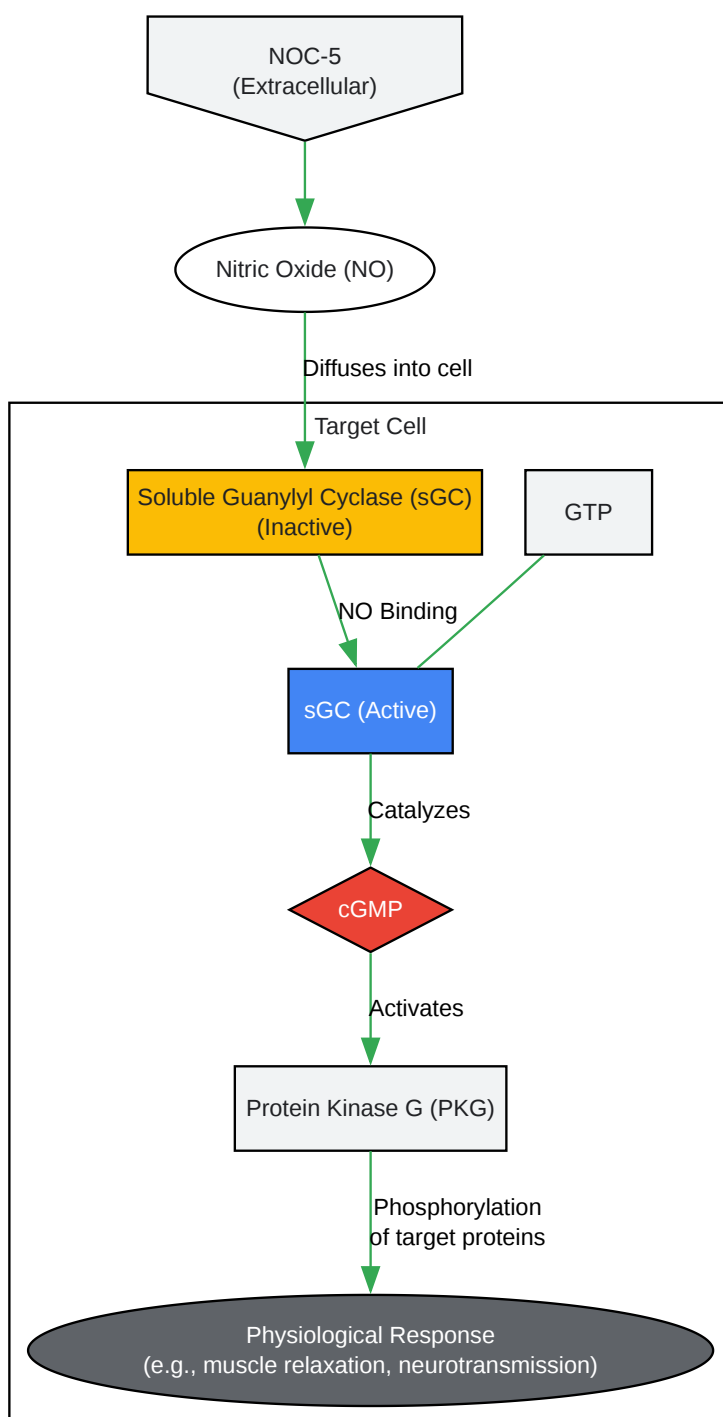 NOC-5
(Extracellular)
Nitric Oxide (NO)
Diffuses into cell
Target Cell
Soluble Guanylyl Cyclase (sGC)
(Inactive)
GTP
NO Binding
sGC (Active)
Catalyzes
cGMP
Activates
Protein Kinase G (PKG)
Phosphorylation
of target proteins
Physiological Response
(e.g., muscle relaxation, neurotransmission)